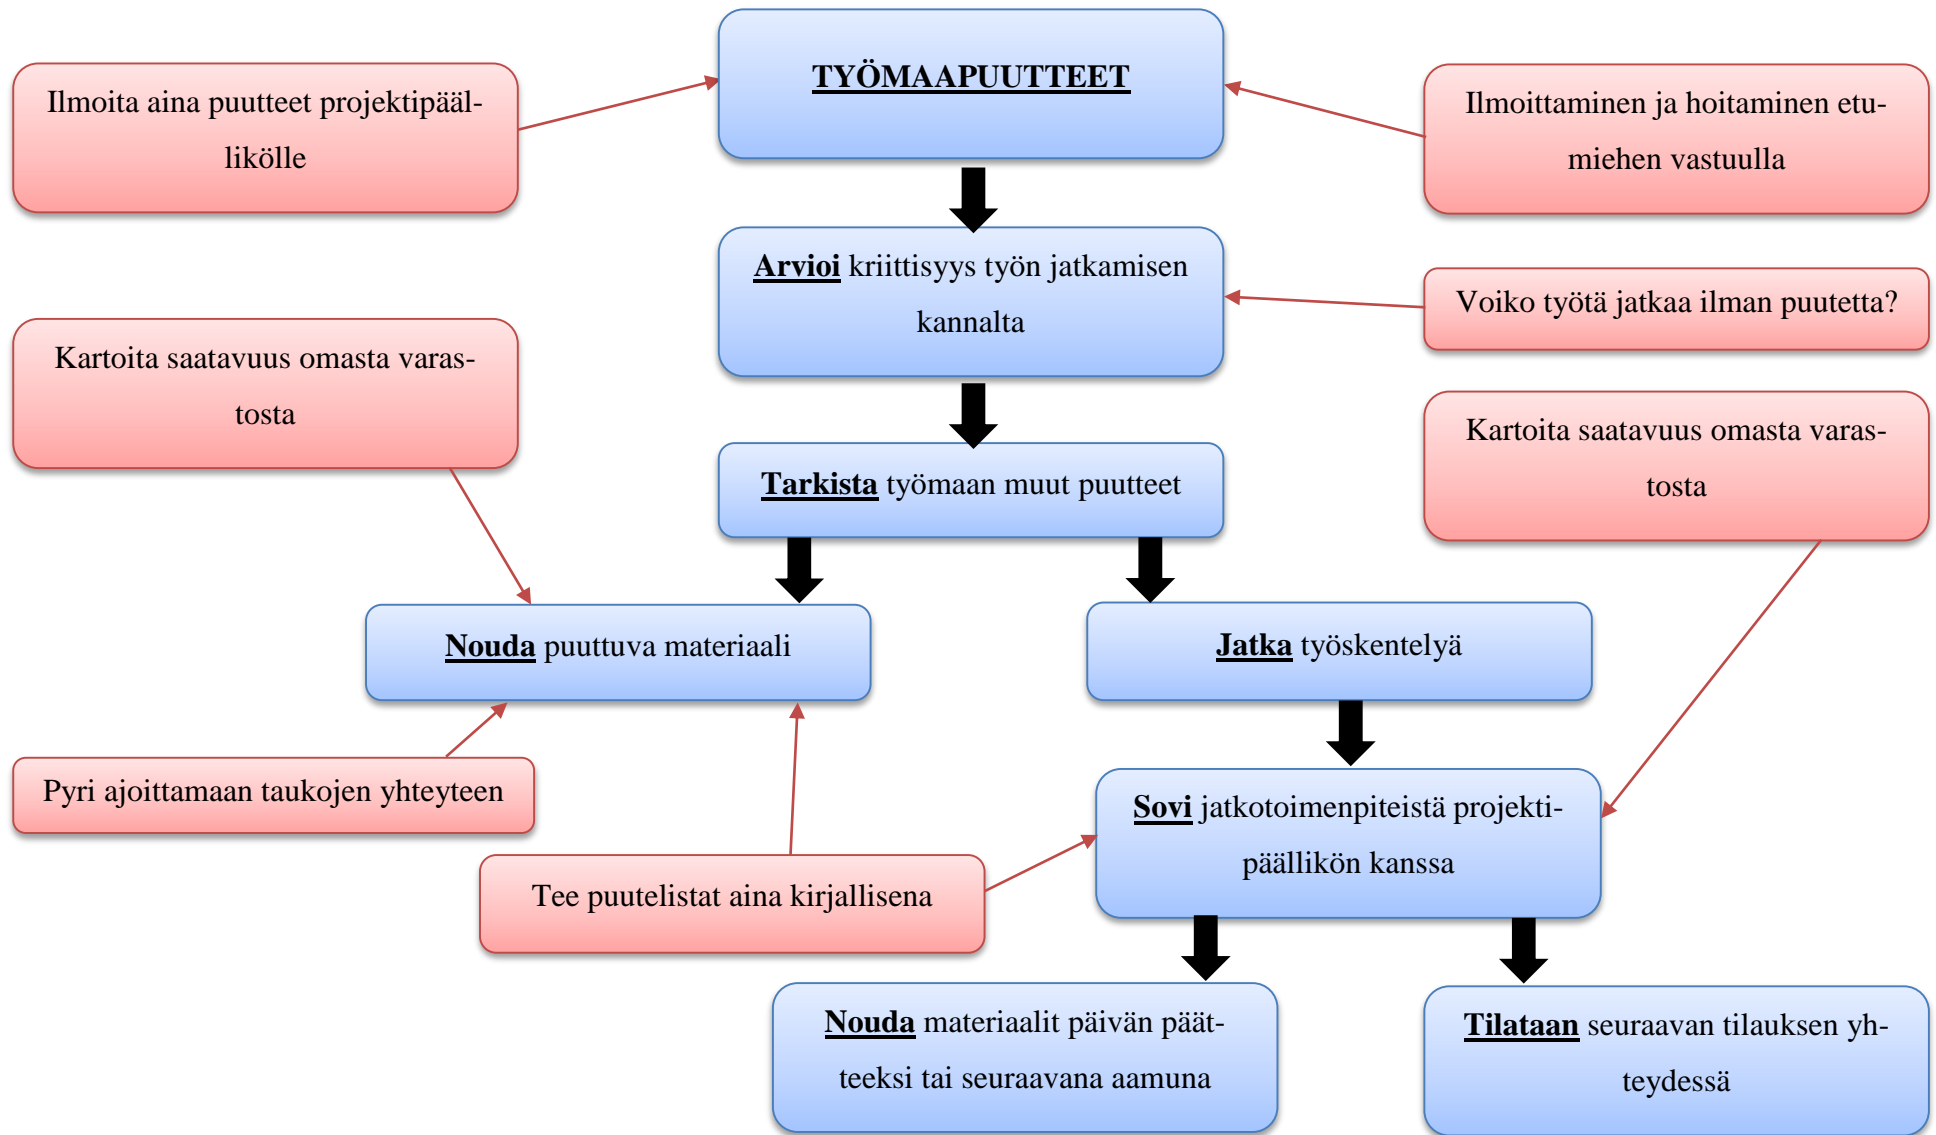 TYÖMAAPUUTTEET
Ilmoita aina puutteet projektipääl-
likölle
Ilmoittaminen ja hoitaminen etu-
miehen vastuulla
Arvioi kriittisyys työn jatkamisen
kannalta
Voiko työtä jatkaa ilman puutetta?
Kartoita saatavuus omasta varas-
tosta
Kartoita saatavuus omasta varas-
tosta
Tarkista työmaan muut puutteet
Nouda puuttuva materiaali
Jatka työskentelyä
Pyri ajoittamaan taukojen yhteyteen
Sovi jatkotoimenpiteistä projekti-
päällikön kanssa
Tee puutelistat aina kirjallisena
Nouda materiaalit päivän päät-
teeksi tai seuraavana aamuna
Tilataan seuraavan tilauksen yh-
teydessä